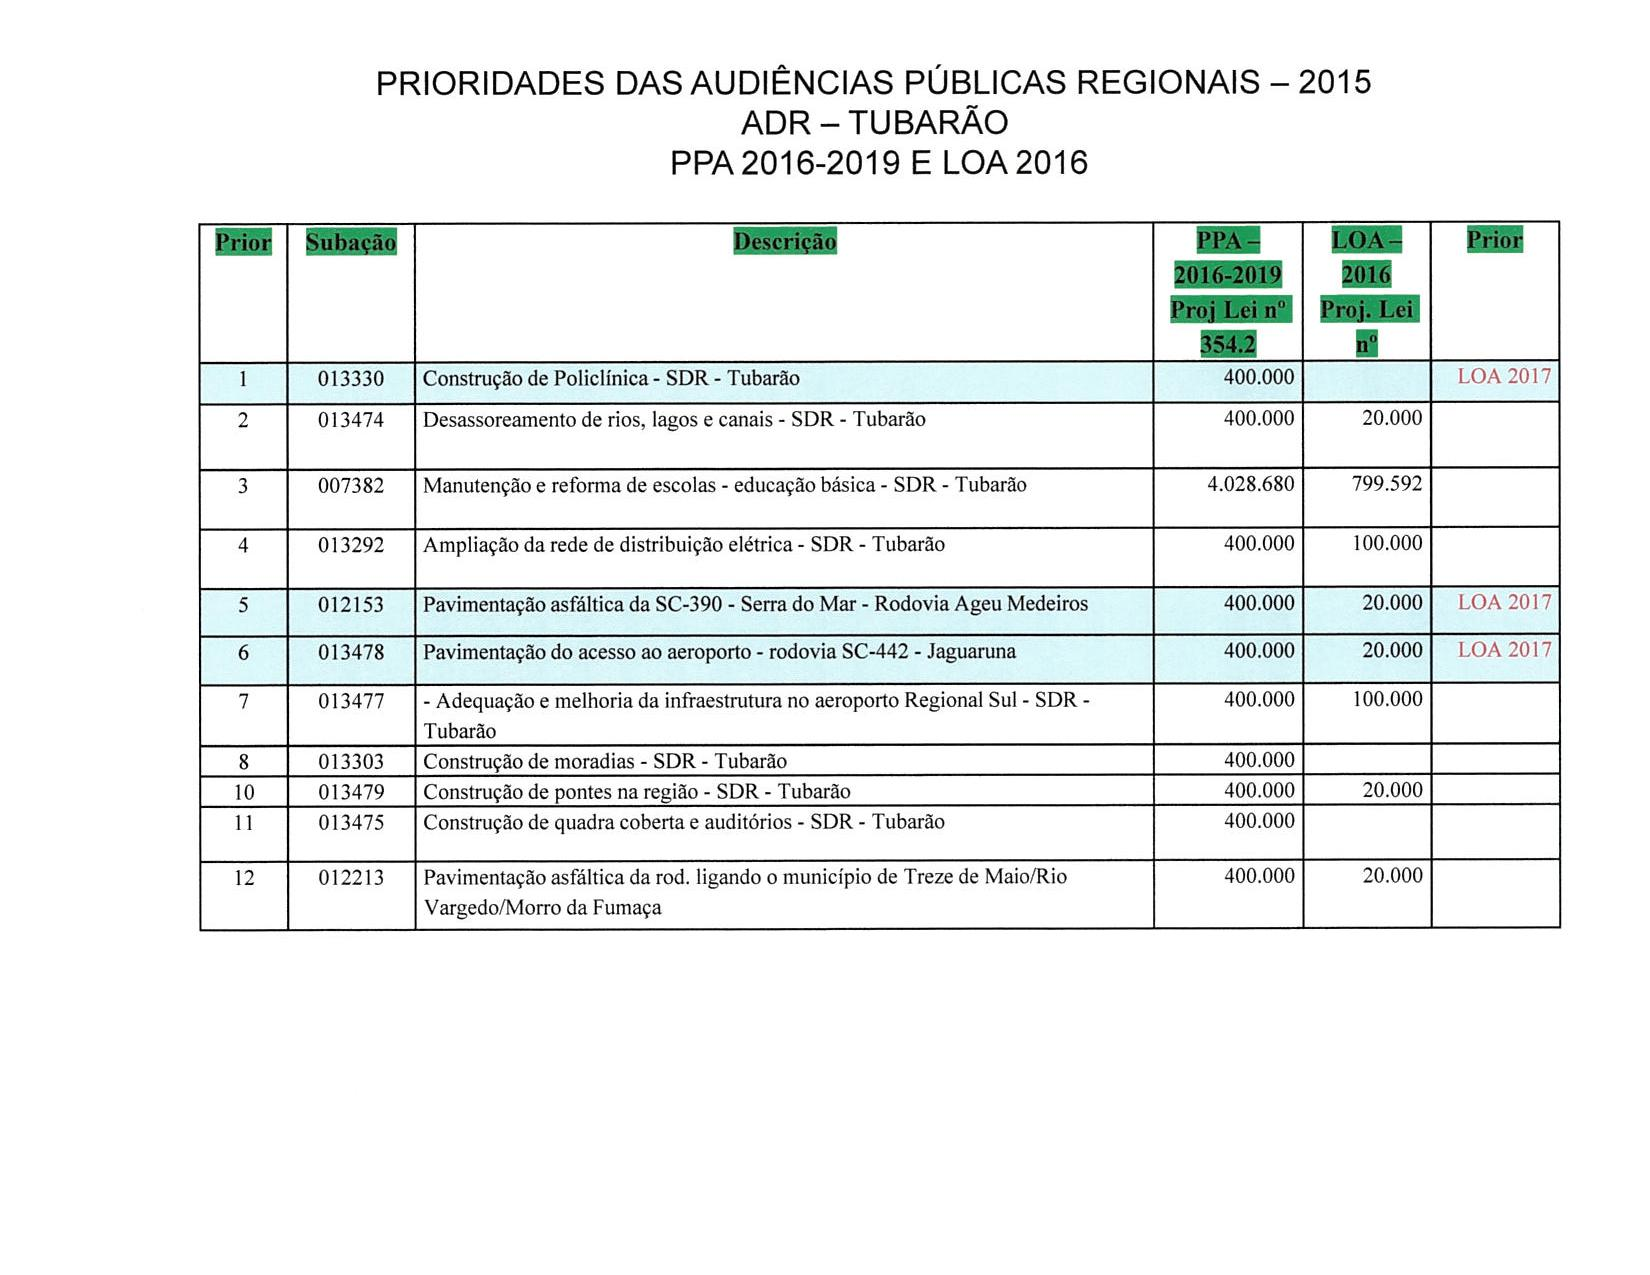 PRIORIDADES DAS AUDIÊNCIAS PÚBLICAS REGIONAIS – 2015
ADR – TUBARÃO
PPA 2016-2019 E LOA 2016
Prior Subação Descrição PPA – LOA – Prior
2016-2019 2016
Proj Lei nº Proj. Lei
354.2 nº
1 013330 Construção de Policlínica - SDR - Tubarão 400.000 LOA 2017
2 013474 Desassoreamento de rios, lagos e canais - SDR - Tubarão 400.000 20.000
3 007382 Manutenção e reforma de escolas - educação básica - SDR - Tubarão 4.028.680 799.592
4 013292 Ampliação da rede de distribuição elétrica - SDR - Tubarão 400.000 100.000
5 012153 Pavimentação asfáltica da SC-390 - Serra do Mar - Rodovia Ageu Medeiros 400.000 20.000 LOA 2017
6 013478 Pavimentação do acesso ao aeroporto - rodovia SC-442 - Jaguaruna 400.000 20.000 LOA 2017
7 013477 - Adequação e melhoria da infraestrutura no aeroporto Regional Sul - SDR - 400.000 100.000
Tubarão
8 013303 Construção de moradias - SDR - Tubarão 400.000
10 013479 Construção de pontes na região - SDR - Tubarão 400.000 20.000
11 013475 Construção de quadra coberta e auditórios - SDR - Tubarão 400.000
12 012213 Pavimentação asfáltica da rod. ligando o município de Treze de Maio/Rio 400.000 20.000
Vargedo/Morro da Fumaça